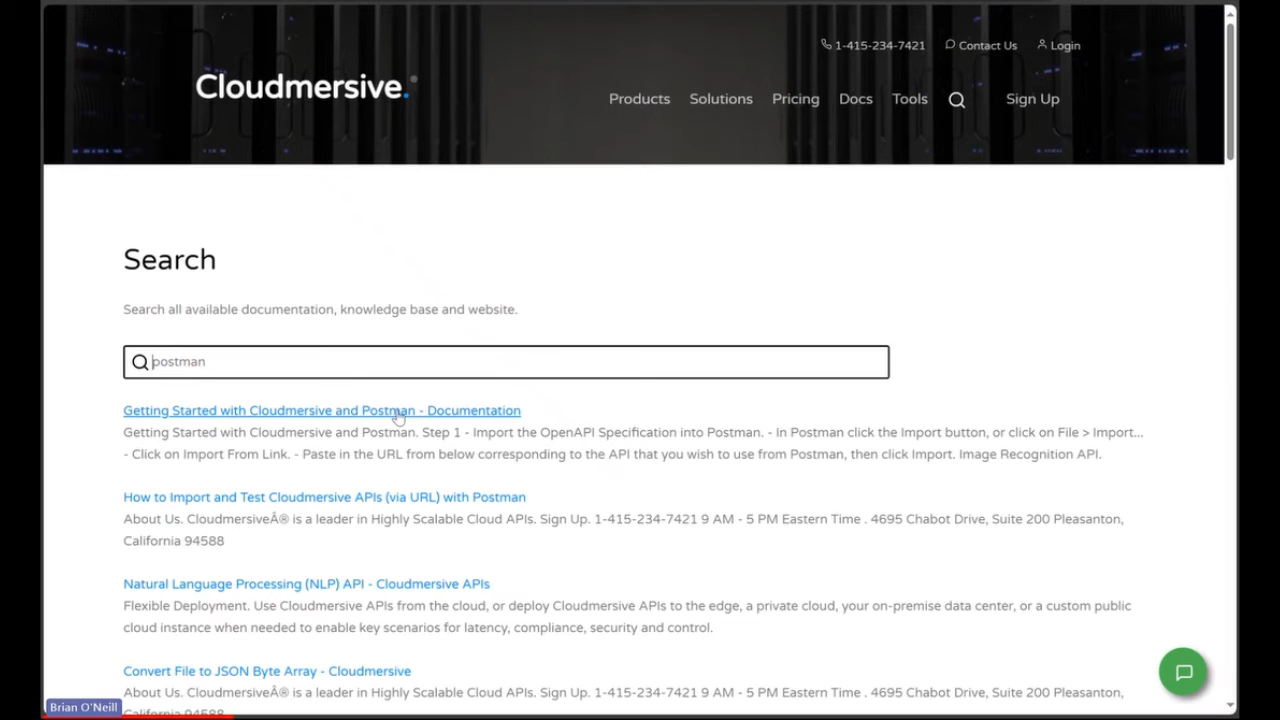 1-415-234-7421 Contact Us Login
Cloudmersive.
Products Solutions Pricing Docs Tools Sign Up
Search
Search all available documentation, knowledge base and website.
postman
Getting Started with Cloudmersive and Postman - Documentation
Getting Started with Cloudmersive and Postman. Step 1 - Import the OpenAPI Specification into Postman. - In Postman click the Import button, or click on File > Import...
- Click on Import From Link. - Paste in the URL from below corresponding to the API that you wish to use from Postman, then click Import. Image Recognition API.
How to Import and Test Cloudmersive APIs (via URL) with Postman
About Us. CloudmersiveÂ® is a leader in Highly Scalable Cloud APIs. Sign Up. 1-415-234-7421 9 AM - 5 PM Eastern Time . 4695 Chabot Drive, Suite 200 Pleasanton,
California 94588
Natural Language Processing (NLP) API - Cloudmersive APIs
Flexible Deployment. Use Cloudmersive APIs from the cloud, or deploy Cloudmersive APIs to the edge, a private cloud, your on-premise data center, or a custom public
cloud instance when needed to enable key scenarios for latency, compliance, security and control.
Convert File to JSON Byte Array - Cloudmersive
About Us. CloudmersiveÂ® is a leader in Highly Scalable Cloud APIs. Sign Up. 1-415-234-7421 9 AM - 5 PM Eastern Time . 4695 Chabot Drive, Suite 200 Pleasanton,
California 94588
Brian O'Neill